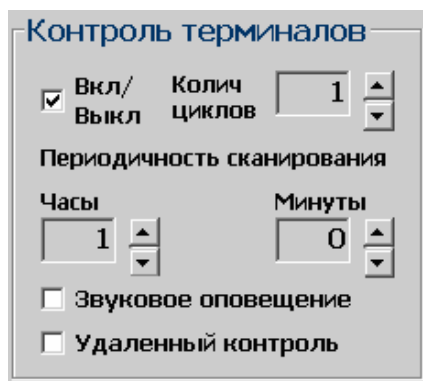 Контроль терминалов
Вкл/ Колич
Выкл циклов 1
Периодичность сканирования
Часы Минуты
1 0
Звуковое оповещение
Удаленный контроль